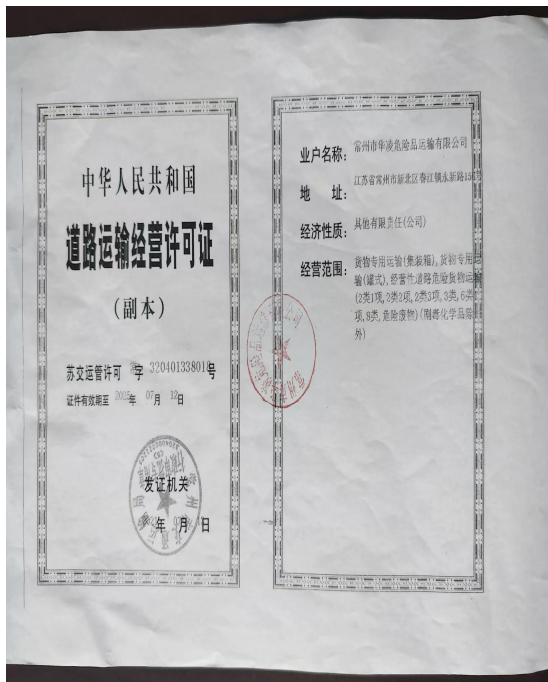 中华人民共和国
道路运输经营许可证
(副本)
苏交运管许可 常 字 320401338018号
证件有效期至 2025年 07月 12日
发证机关
年 月 日
业户名称: 常州市华凌危险品运输有限公司
地 址: 江苏省常州市新北区春江镇永新路15
经济性质: 其他有限责任(公司)
经营范围: 货物专用运输(集装箱),货物专用运
输(罐式),经营性道路危险货物运输
(2类1项,2类2项,2类3项,3类,6类
项,8类,危险废物)(剧毒化学品除
外)